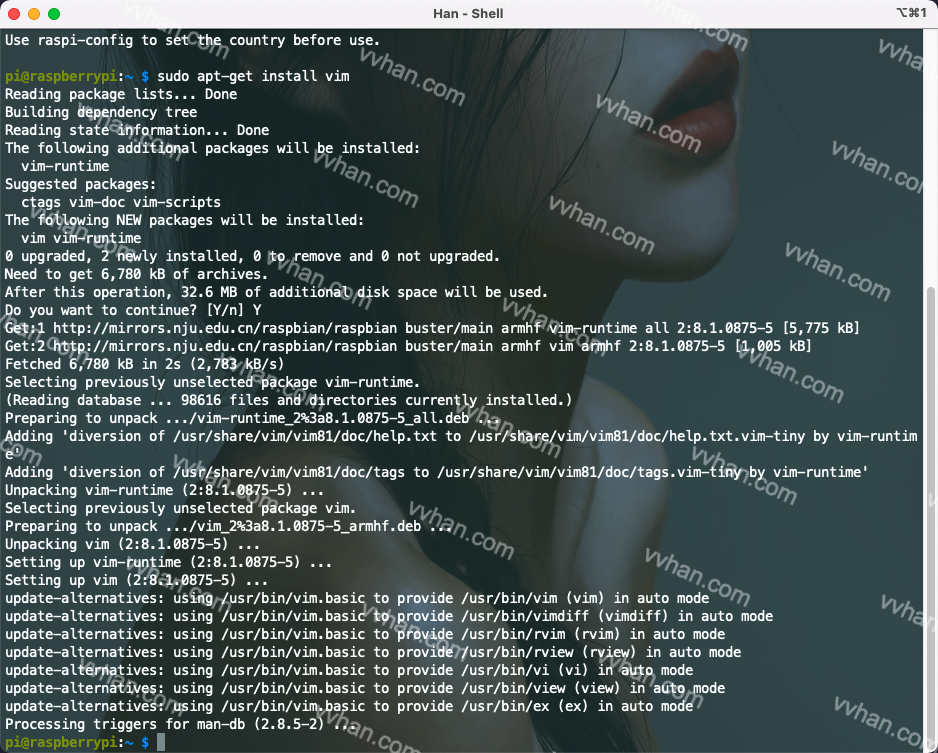 Han - Shell
⌥⌘1
Use raspi-config to set the country before use.
pi@raspberrypi:~ $ sudo apt-get install vim
Reading package lists... Done
Building dependency tree
Reading state information... Done
The following additional packages will be installed:
  vim-runtime
Suggested packages:
  ctags vim-doc vim-scripts
The following NEW packages will be installed:
  vim vim-runtime
0 upgraded, 2 newly installed, 0 to remove and 0 not upgraded.
Need to get 6,780 kB of archives.
After this operation, 32.6 MB of additional disk space will be used.
Do you want to continue? [Y/n] Y
Get:1 http://mirrors.nju.edu.cn/raspbian/raspbian buster/main armhf vim-runtime all 2:8.1.0875-5 [5,775 kB]
Get:2 http://mirrors.nju.edu.cn/raspbian/raspbian buster/main armhf vim armhf 2:8.1.0875-5 [1,005 kB]
Fetched 6,780 kB in 2s (2,783 kB/s)
Selecting previously unselected package vim-runtime.
(Reading database ... 98616 files and directories currently installed.)
Preparing to unpack .../vim-runtime_2%3a8.1.0875-5_all.deb ...
Adding 'diversion of /usr/share/vim/vim81/doc/help.txt to /usr/share/vim/vim81/doc/help.txt.vim-tiny by vim-runtim
e'
Adding 'diversion of /usr/share/vim/vim81/doc/tags to /usr/share/vim/vim81/doc/tags.vim-tiny by vim-runtime'
Unpacking vim-runtime (2:8.1.0875-5) ...
Selecting previously unselected package vim.
Preparing to unpack .../vim_2%3a8.1.0875-5_armhf.deb ...
Unpacking vim (2:8.1.0875-5) ...
Setting up vim-runtime (2:8.1.0875-5) ...
Setting up vim (2:8.1.0875-5) ...
update-alternatives: using /usr/bin/vim.basic to provide /usr/bin/vim (vim) in auto mode
update-alternatives: using /usr/bin/vim.basic to provide /usr/bin/vimdiff (vimdiff) in auto mode
update-alternatives: using /usr/bin/vim.basic to provide /usr/bin/rvim (rvim) in auto mode
update-alternatives: using /usr/bin/vim.basic to provide /usr/bin/rview (rview) in auto mode
update-alternatives: using /usr/bin/vim.basic to provide /usr/bin/vi (vi) in auto mode
update-alternatives: using /usr/bin/vim.basic to provide /usr/bin/view (view) in auto mode
update-alternatives: using /usr/bin/vim.basic to provide /usr/bin/ex (ex) in auto mode
Processing triggers for man-db (2.8.5-2) ...
pi@raspberrypi:~ $
vvhan.com